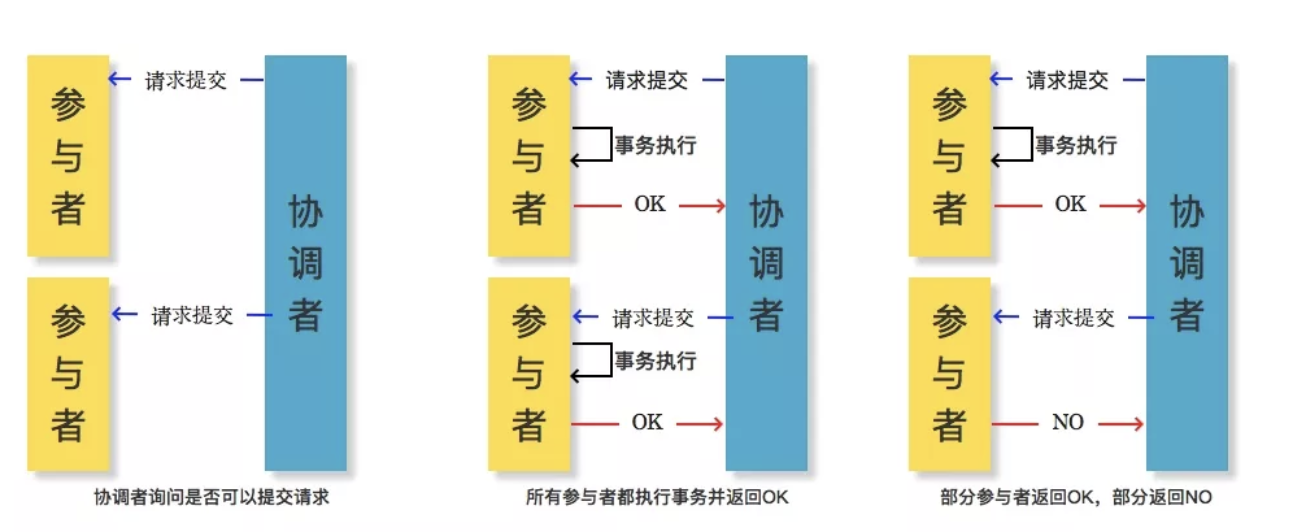 参与者
请求提交
参与者
请求提交
协调者
协调者询问是否可以提交请求
参与者
请求提交
事务执行
OK
参与者
请求提交
事务执行
OK
协调者
所有参与者都执行事务并返回OK
参与者
请求提交
事务执行
OK
参与者
请求提交
NO
协调者
部分参与者返回OK，部分返回NO